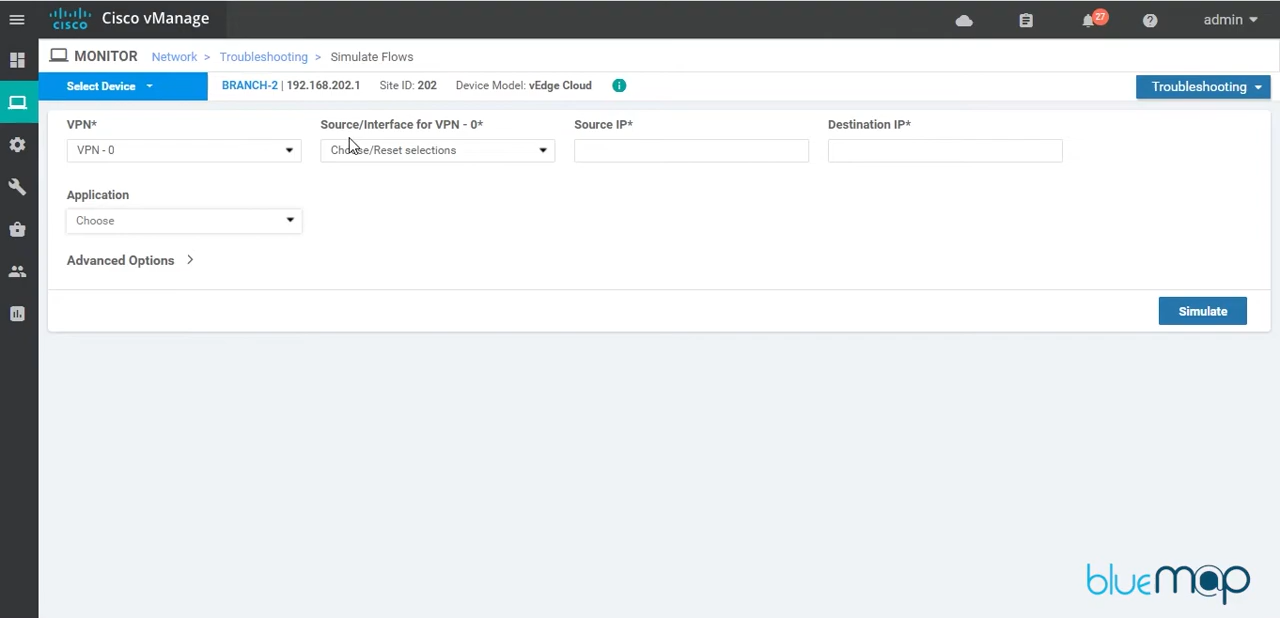 cisco Cisco vManage 27 admin
MONITOR Network > Troubleshooting > Simulate Flows
Select Device BRANCH-2 | 192.168.202.1 Site ID: 202 Device Model: vEdge Cloud i Troubleshooting
VPN* Source/Interface for VPN - 0* Source IP* Destination IP*
VPN - 0 Choose/Reset selections
Application
Choose
Advanced Options >
Simulate
bluemap